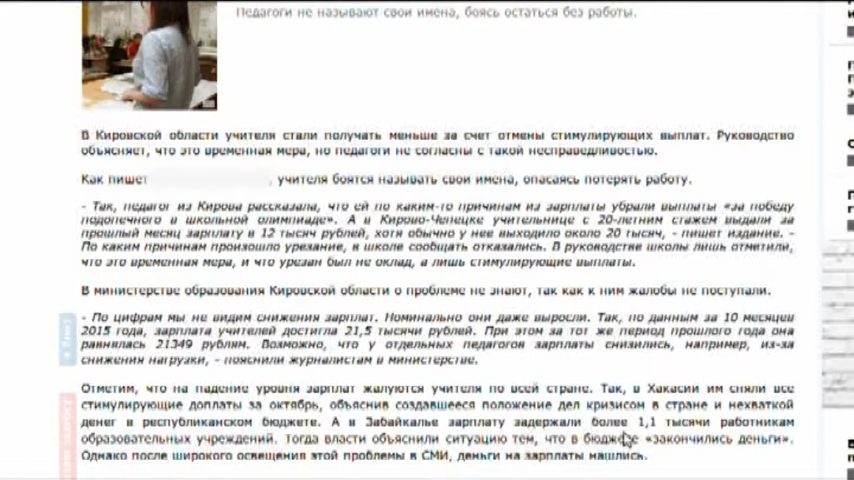 Педагоги не называют свои имена, боясь остаться без работы.
В Кировской области учителя стали получать меньше за счет отмены стимулирующих выплат. Руководство
объясняет, что это временная мера, но педагоги не согласны с такой несправедливостью.
Как пишет , учителя боятся называть свои имена, опасаясь потерять работу.
- Так, педагог из Кирова рассказала, что ей по каким-то причинам из зарплаты убрали выплаты «за победу
подопечного в школьной олимпиаде». А в Кирово-Чепецке учительнице с 20-летним стажем выдали за
прошлый месяц зарплату в 12 тысяч рублей, хотя обычно у нее выходило около 20 тысяч, - пишет издание. -
По каким причинам произошло урезание, в школе сообщать отказались. В руководстве школы лишь отметили,
что это временная мера, и что урезан был не оклад, а лишь стимулирующие выплаты.
В министерстве образования Кировской области о проблеме не знают, так как к ним жалобы не поступали.
- По цифрам мы не видим снижения зарплат. Номинально они даже выросли. Так, по данным за 10 месяцев
2015 года, зарплата учителей достигла 21,5 тысячи рублей. При этом за тот же период прошлого года она
равнялась 21349 рублям. Возможно, что у отдельных педагогов зарплаты снизились, например, из-за
снижения нагрузки, - пояснили журналистам в министерстве.
Отметим, что на падение уровня зарплат жалуются учителя по всей стране. Так, в Хакасии им сняли все
стимулирующие доплаты за октябрь, объяснив создавшееся положение дел кризисом в стране и нехваткой
денег в республиканском бюджете. А в Забайкалье зарплату задержали более 1,1 тысячи работникам
образовательных учреждений. Тогда власти объяснили ситуацию тем, что в бюджете «закончились деньги».
Однако после широкого освещения этой проблемы в СМИ, деньги на зарплаты нашлись.